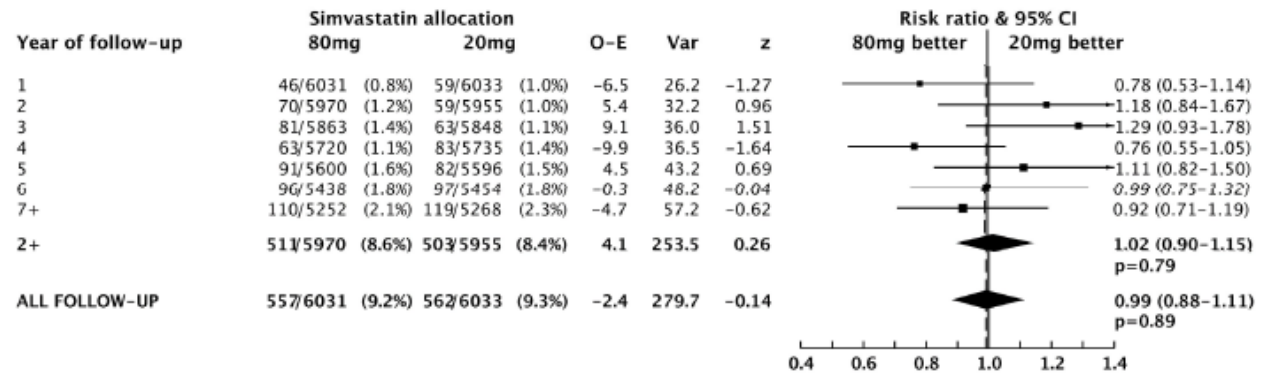 Simvastatin allocation Risk ratio & 95% CI
Year of follow-up 80mg 20mg O-E Var z 80mg better 20mg better
1 46/6031 (0.8%) 59/6033 (1.0%) -6.5 26.2 -1.27 0.78 (0.53-1.14)
2 70/5970 (1.2%) 59/5955 (1.0%) 5.4 32.2 0.96 1.18 (0.84-1.67)
3 81/5863 (1.4%) 63/5848 (1.1%) 9.1 36.0 1.51 1.29 (0.93-1.78)
4 63/5720 (1.1%) 83/5735 (1.4%) -9.9 36.5 -1.64 0.76 (0.55-1.05)
5 91/5600 (1.6%) 82/5596 (1.5%) 4.5 43.2 0.69 1.11 (0.82-1.50)
6 96/5438 (1.8%) 97/5454 (1.8%) -0.3 48.2 -0.04 0.99 (0.75-1.32)
7+ 110/5252 (2.1%) 119/5268 (2.3%) -4.7 57.2 -0.62 0.92 (0.71-1.19)
2+ 511/5970 (8.6%) 503/5955 (8.4%) 4.1 253.5 0.26 1.02 (0.90-1.15)
p=0.79
ALL FOLLOW-UP 557/6031 (9.2%) 562/6033 (9.3%) -2.4 279.7 -0.14 0.99 (0.88-1.11)
p=0.89
0.4 0.6 0.8 1.0 1.2 1.4